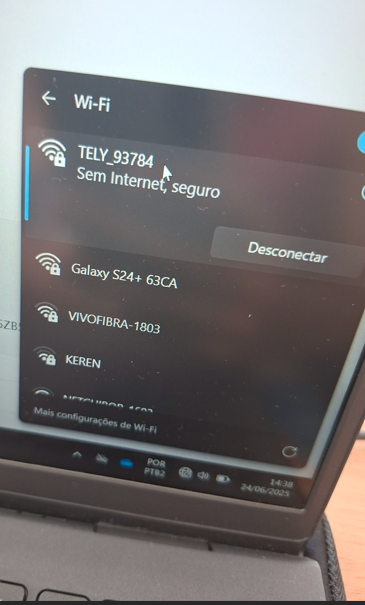 Wi-Fi
TELY_93784
Sem Internet, seguro
Desconectar
Galaxy S24+ 63CA
VIVOFIBRA-1803
KEREN
Mais configurações de Wi-Fi
POR
PTB2
14:38
24/06/2025